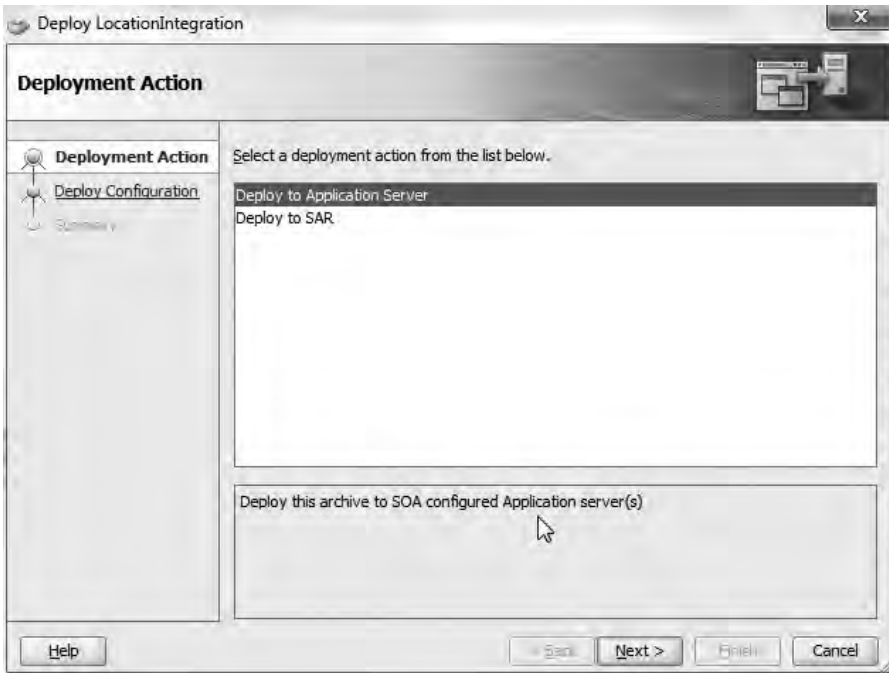 Deploy LocationIntegration
Deployment Action
Deployment Action
Select a deployment action from the list below.
Deploy Configuration
Summary
Deploy to Application Server
Deploy to SAR
Deploy this archive to SOA configured Application server(s)
Help
< Back
Next >
Finish
Cancel